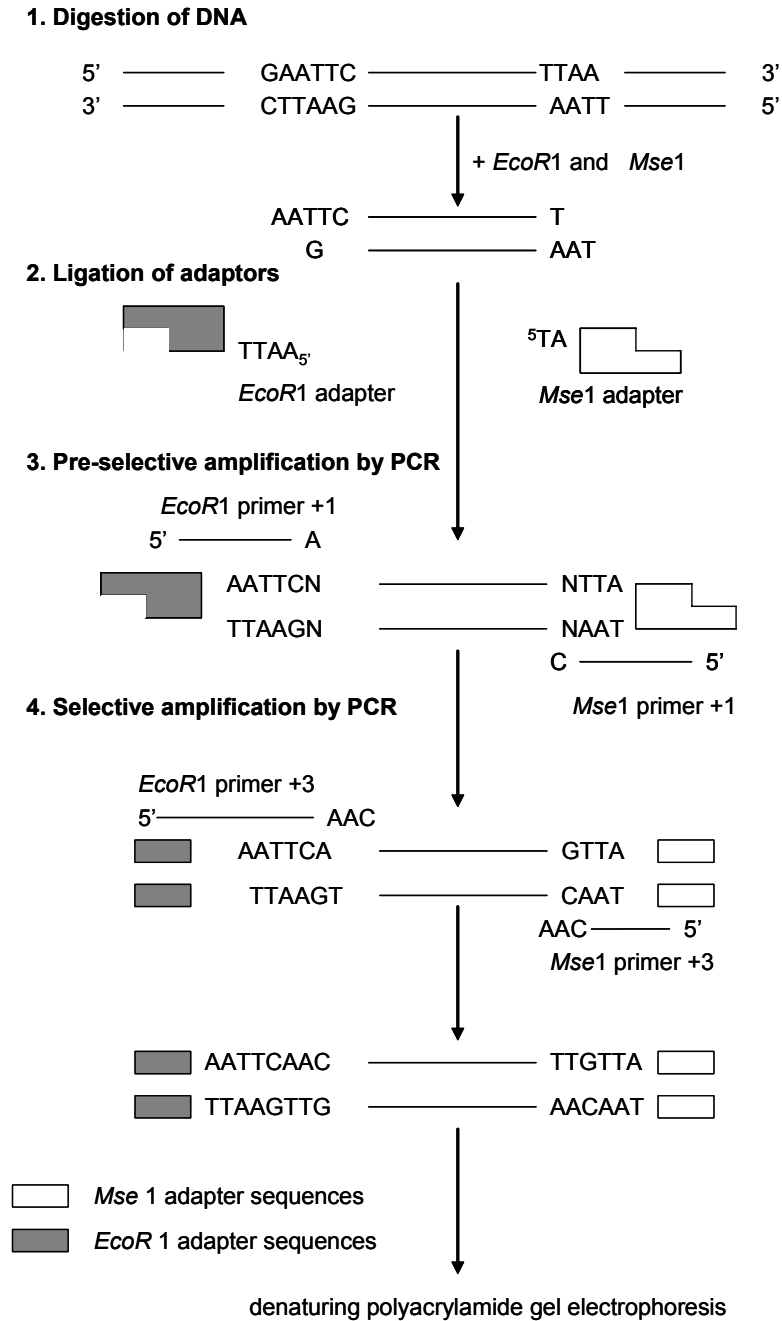 1. Digestion of DNA
5’ GAATTC TTAA 3’
3’ CTTAAG AATT 5’
+ EcoR1 and Mse1
AATTC T
G AAT
2. Ligation of adaptors
TTAA5’ 5TA
EcoR1 adapter Mse1 adapter
3. Pre-selective amplification by PCR
EcoR1 primer +1
5’ A
AATTCN NTTA
TTAAGN NAAT
C 5’
Mse1 primer +1
4. Selective amplification by PCR
EcoR1 primer +3
5’ AAC
AATTCA GTTA
TTAAGT CAAT
AAC 5’
Mse1 primer +3
AATTCAAC TTGTTA
TTAAGTTG AACAAT
Mse 1 adapter sequences
EcoR 1 adapter sequences
denaturing polyacrylamide gel electrophoresis